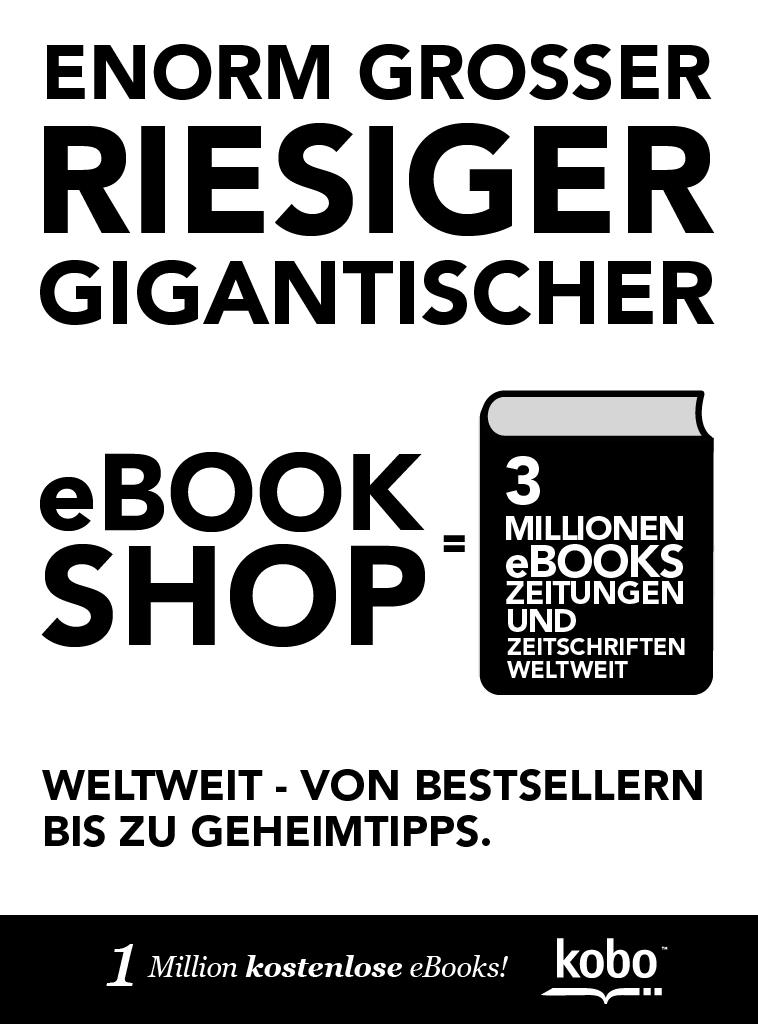 ENORM GROSSER
RIESIGER
GIGANTISCHER
eBOOK
SHOP
=
3
MILLIONEN
eBOOKS
ZEITUNGEN
UND
ZEITSCHRIFTEN
WELTWEIT
WELTWEIT - VON BESTSELLERN
BIS ZU GEHEIMTIPPS.
1 Million kostenlose eBooks!
kobo™